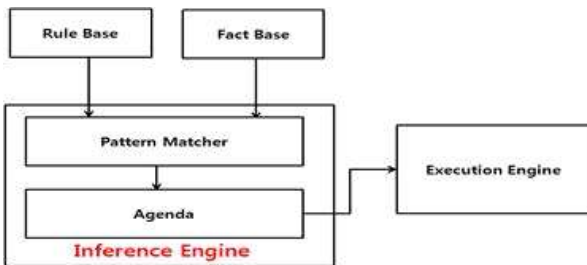 Rule Base
Fact Base
Pattern Matcher
Execution Engine
Agenda
Inference Engine